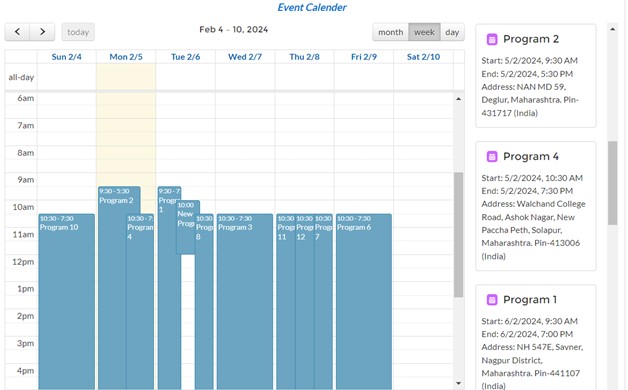 Event Calender
today
Feb 4 - 10, 2024
month week day
Sun 2/4 Mon 2/5 Tue 2/6 Wed 2/7 Thu 2/8 Fri 2/9 Sat 2/10
all-day
6am
7am
8am
9am
9:30 - 5:30
Program 2
9:30 - 7
Progr
1
10am
10:00
New
Prog
10:30 - 7:30
Program 10
10:30 - 7
Progran
4
10:30
Progr
8
10:30 - 7:30
Program 3
10:30
Progr
11
10:30
Progr
12
10:30
Progr
7
10:30 - 7:30
Program 6
11am
12pm
1pm
2pm
3pm
4pm
Program 2
Start: 5/2/2024, 9:30 AM
End: 5/2/2024, 5:30 PM
Address: NAN MD 59,
Deglur, Maharashtra. Pin-
431717 (India)
Program 4
Start: 5/2/2024, 10:30 AM
End: 5/2/2024, 7:30 PM
Address: Walchand College
Road, Ashok Nagar, New
Paccha Peth, Solapur,
Maharashtra. Pin-413006
(India)
Program 1
Start: 6/2/2024, 9:30 AM
End: 6/2/2024, 7:00 PM
Address: NH 547E, Savner,
Nagpur District,
Maharashtra. Pin-441107
(India)